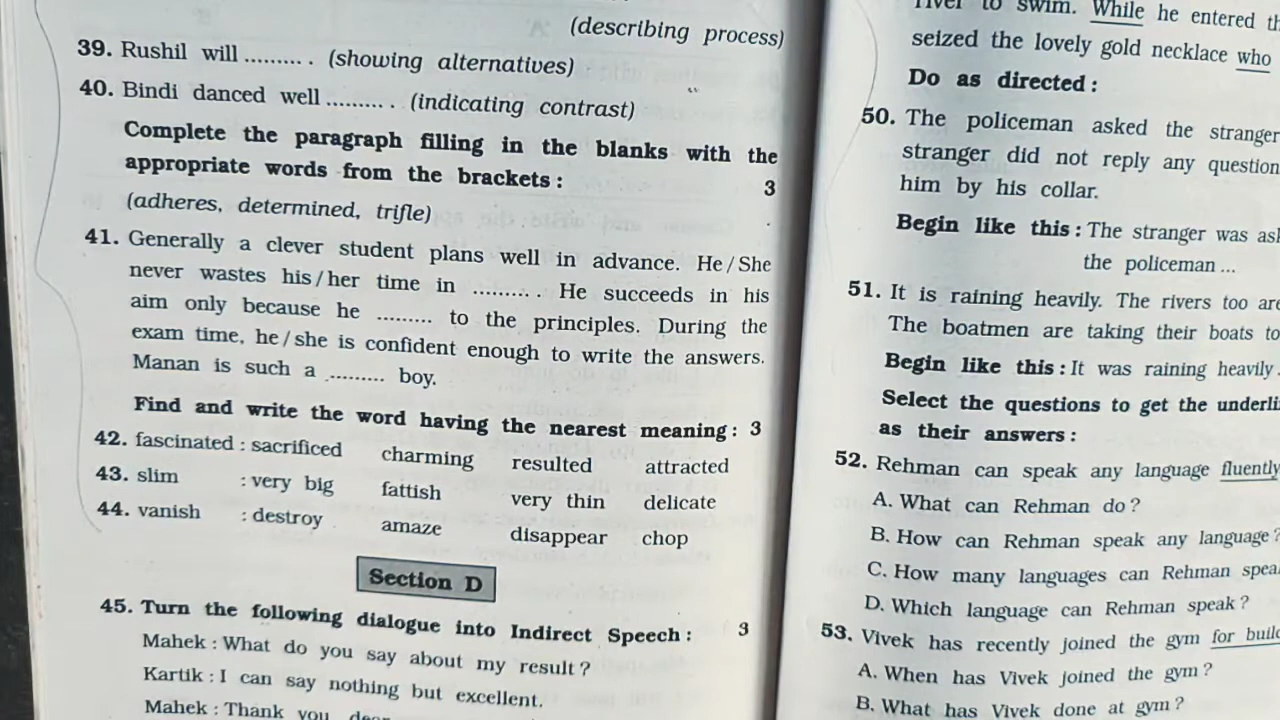 (describing process)
39. Rushil will .......... (showing alternatives)
40. Bindi danced well .......... (indicating contrast)
Complete the paragraph filling in the blanks with the
appropriate words from the brackets : 3
(adheres, determined, trifle)
41. Generally a clever student plans well in advance. He / She
never wastes his / her time in .......... He succeeds in his
aim only because he ......... to the principles. During the
exam time, he / she is confident enough to write the answers.
Manan is such a ......... boy.
Find and write the word having the nearest meaning : 3
42. fascinated : sacrificed charming resulted attracted
43. slim : very big fattish very thin delicate
44. vanish : destroy amaze disappear chop
Section D
45. Turn the following dialogue into Indirect Speech : 3
Mahek : What do you say about my result ?
Kartik : I can say nothing but excellent.
Mahek : Thank you
river to swim. While he entered
seized the lovely gold necklace who
Do as directed :
50. The policeman asked the stranger
stranger did not reply any question
him by his collar.
Begin like this : The stranger was
the policeman ...
51. It is raining heavily. The rivers too are
The boatmen are taking their boats to
Begin like this : It was raining heavily
Select the questions to get the
as their answers :
52. Rehman can speak any language fluently
A. What can Rehman do ?
B. How can Rehman speak any language ?
C. How many languages can Rehman
D. Which language can Rehman speak ?
53. Vivek has recently joined the gym for
A. When has Vivek joined the gym ?
B. What has Vivek done at gym ?